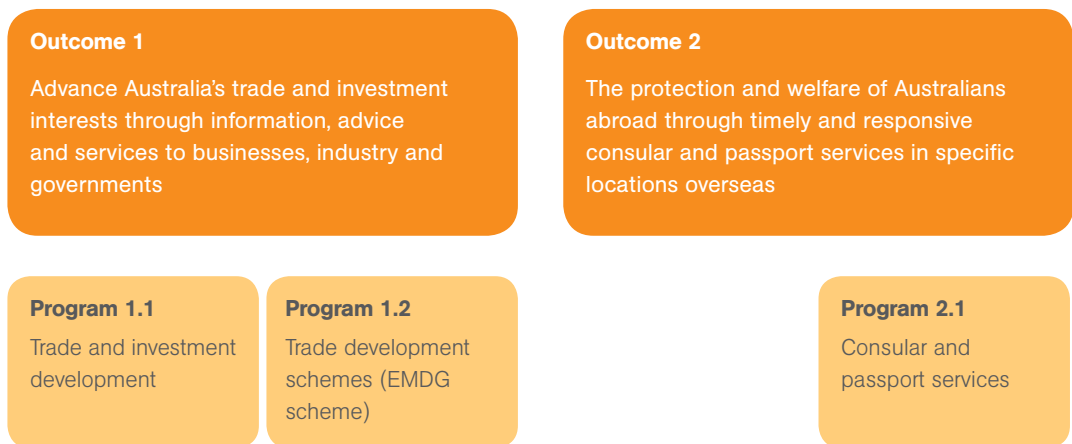 Outcome 1
Advance Australia’s trade and investment
interests through information, advice
and services to businesses, industry and
governments
Outcome 2
The protection and welfare of Australians
abroad through timely and responsive
consular and passport services in specific
locations overseas
Program 1.1
Trade and investment
development
Program 1.2
Trade development
schemes (EMDG
scheme)
Program 2.1
Consular and
passport services